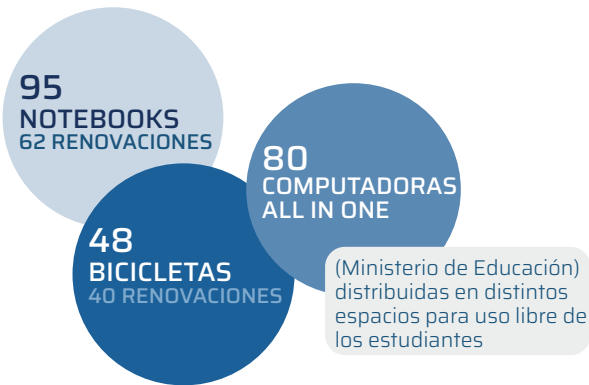 95
NOTEBOOKS
62 RENOVACIONES
80
COMPUTADORAS
ALL IN ONE
48
BICICLETAS
40 RENOVACIONES
(Ministerio de Educación)
distribuidas en distintos
espacios para uso libre de
los estudiantes